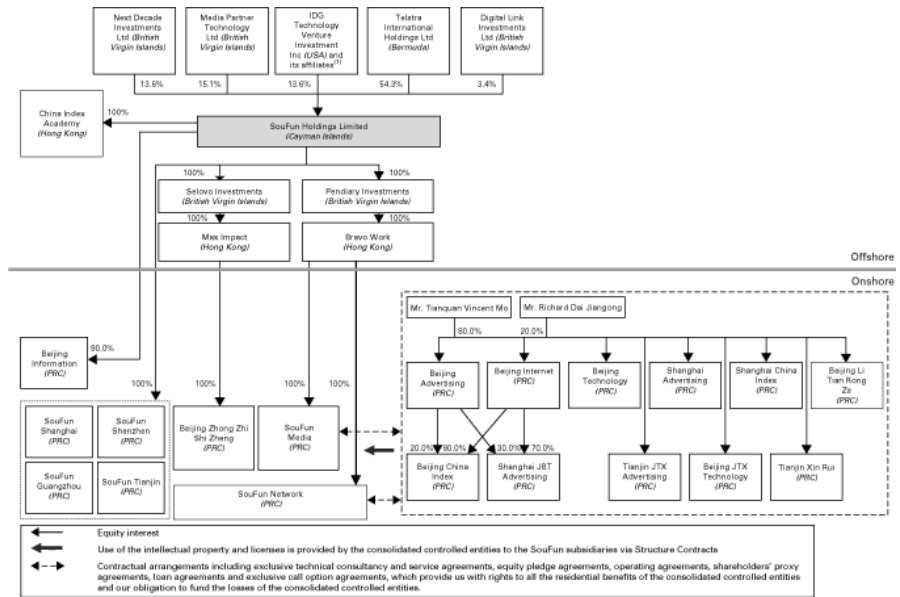 Next Decade
Investments
Ltd (British
Virgin Islands)
Media Partner
Technology
Ltd (British
Virgin Islands)
IDG
Technology
Venture
Investment
Inc (USA) and
its affiliates(1)
Telstra
International
Holdings Ltd
(Bermuda)
Digital Link
Investments
Ltd (British
Virgin Islands)
13.6% 15.1% 13.6% 54.3% 3.4%
China Index
Academy
(Hong Kong)
100%
SouFun Holdings Limited
(Cayman Islands)
100% 100%
Selovo Investments
(British Virgin Islands)
Pendiary Investments
(British Virgin Islands)
100% 100%
Max Impact
(Hong Kong)
Bravo Work
(Hong Kong)
Offshore
Onshore
Mr. Tianquan Vincent Mo
Mr. Richard Dai Jiangong
80.0% 20.0%
Beijing
Information
(PRC)
90.0%
Beijing
Advertising
(PRC)
Beijing Internet
(PRC)
Beijing
Technology
(PRC)
Shanghai
Advertising
(PRC)
Shanghai China
Index
(PRC)
Beijing Li
Tian Rong
Ze
(PRC)
100% 100% 100% 100%
SouFun
Shanghai
(PRC)
SouFun
Shenzhen
(PRC)
SouFun
Guangzhou
(PRC)
SouFun Tianjin
(PRC)
Beijing Zhong Zhi
Shi Zheng
(PRC)
SouFun
Media
(PRC)
SouFun Network
(PRC)
20.0% 80.0% 30.0% 70.0%
Beijing China
Index
(PRC)
Shanghai JBT
Advertising
(PRC)
Tianjin JTX
Advertising
(PRC)
Beijing JTX
Technology
(PRC)
Tianjin Xin Rui
(PRC)
Equity interest
Use of the intellectual property and licenses is provided by the consolidated controlled entities to the SouFun subsidiaries via Structure Contracts
Contractual arrangements including exclusive technical consultancy and service agreements, equity pledge agreements, operating agreements, shareholders' proxy
agreements, loan agreements and exclusive call option agreements, which provide us with rights to all the residential benefits of the consolidated controlled entities
and our obligation to fund the losses of the consolidated controlled entities.